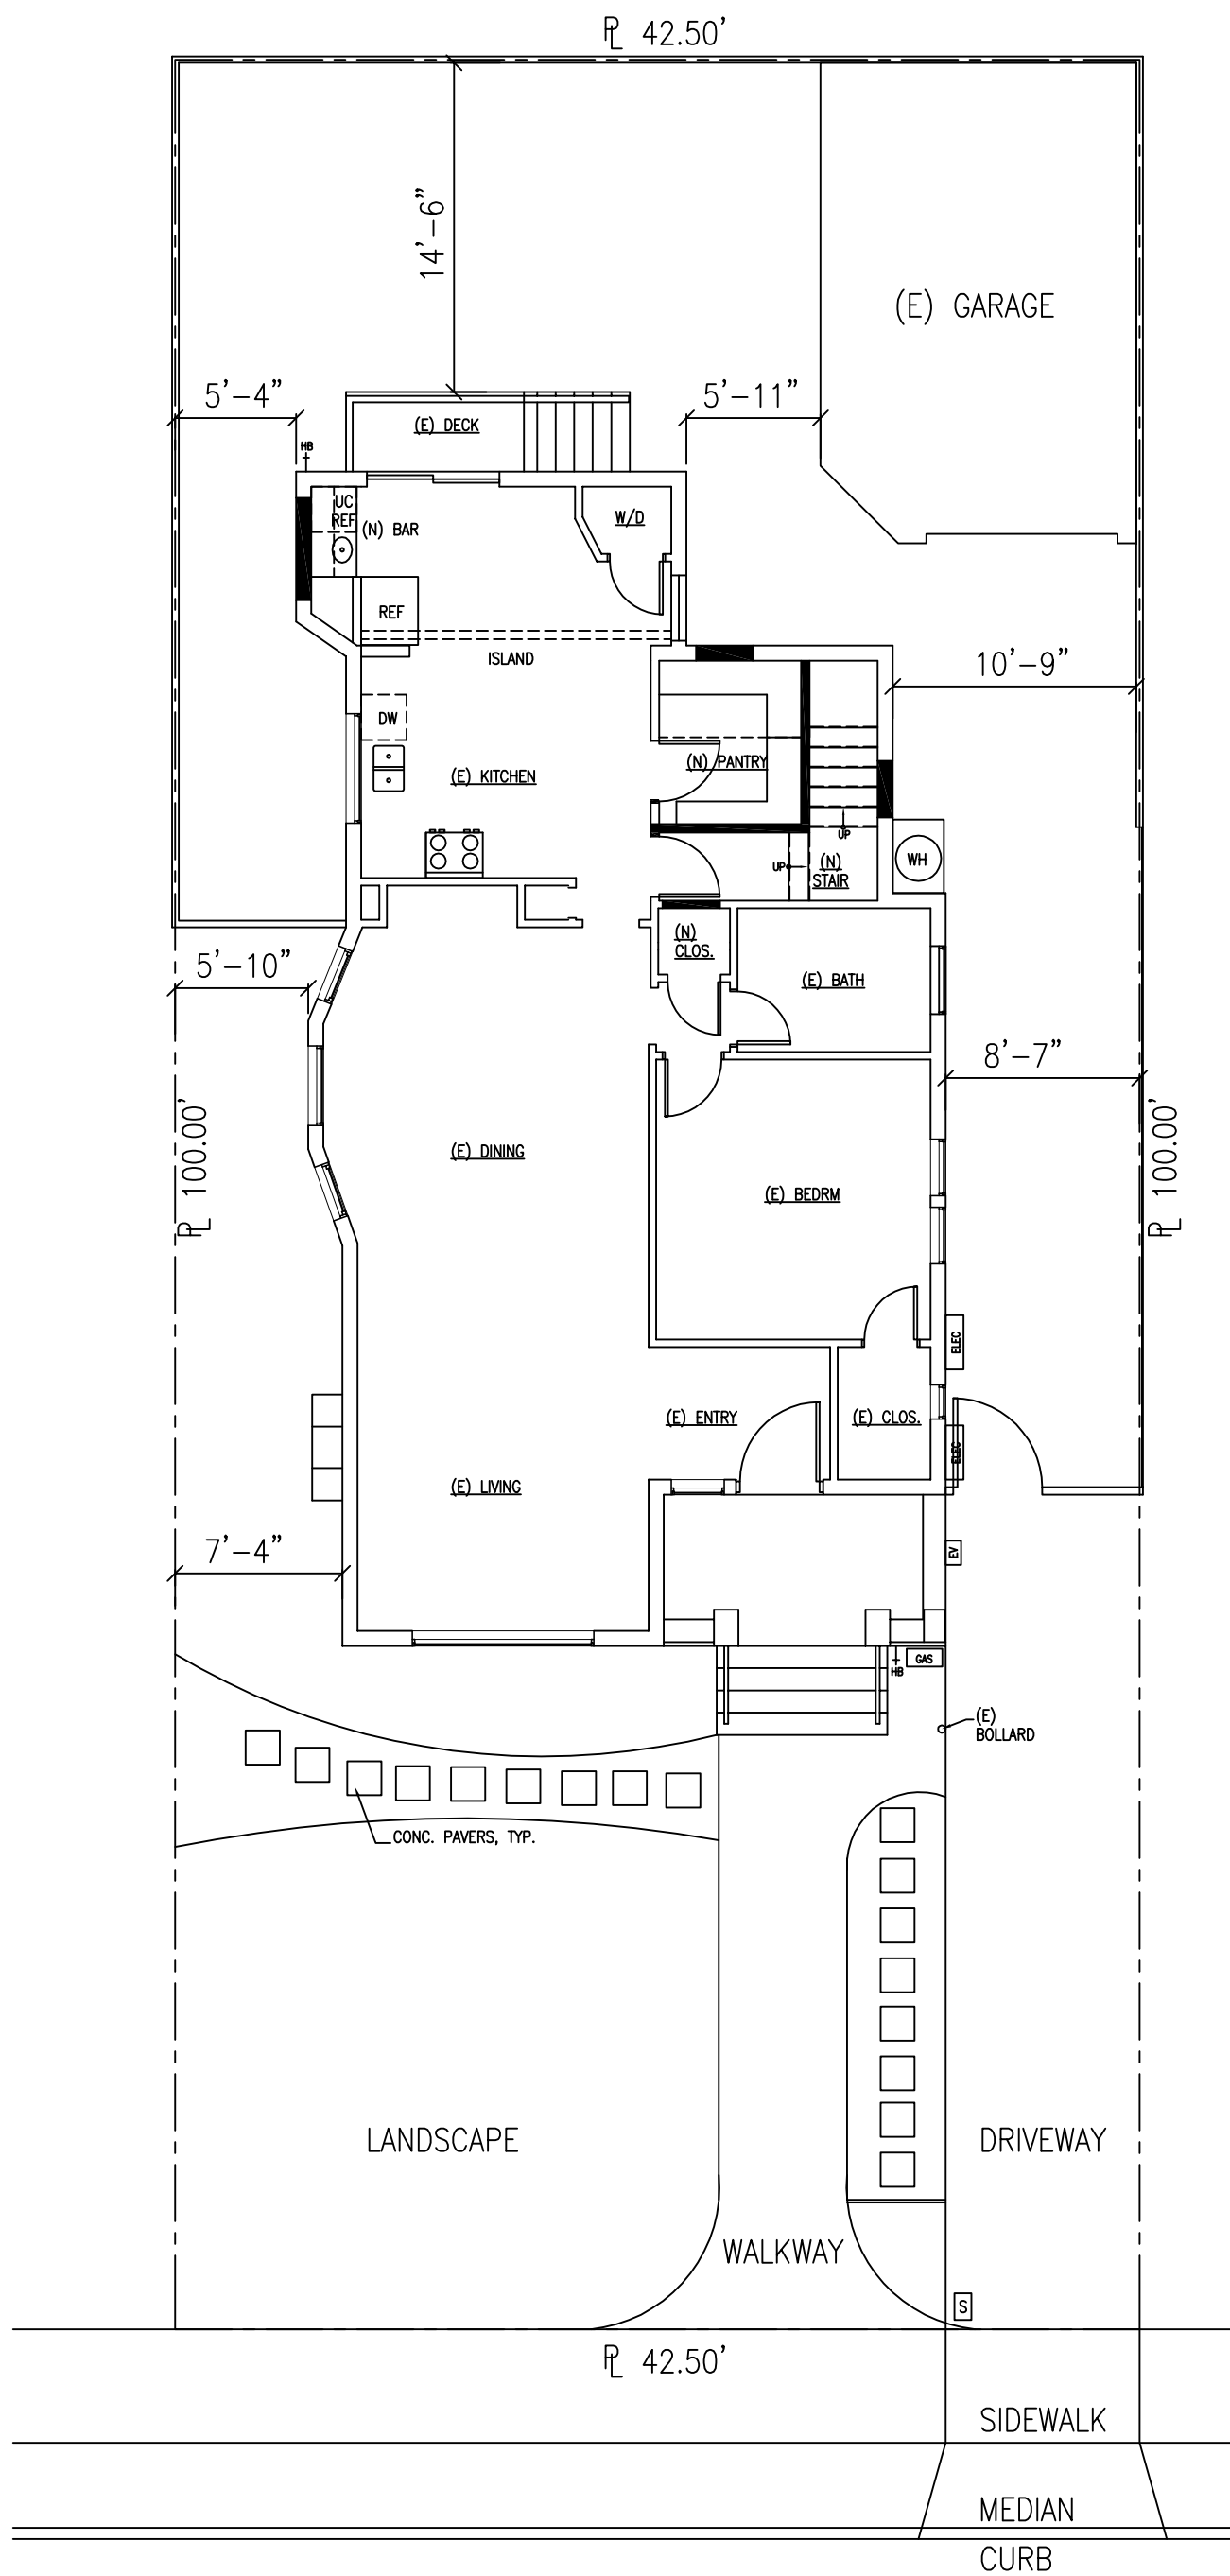 PL 42.50'
14'-6"
(E) GARAGE
5'-4"
5'-11"
(E) DECK
HB
UC
REF
(N) BAR
W/D
REF
ISLAND
10'-9"
DW
(E) KITCHEN
(N) PANTRY
UP
UP
(N)
STAIR
WH
(N)
CLOS.
5'-10"
(E) BATH
8'-7"
PL 100.00'
PL 100.00'
(E) DINING
(E) BEDRM
ELEC
(E) ENTRY
(E) CLOS.
ELEC
(E) LIVING
7'-4"
EV
GAS
HB
(E)
BOLLARD
CONC. PAVERS, TYP.
LANDSCAPE
DRIVEWAY
WALKWAY
S
PL 42.50'
SIDEWALK
MEDIAN
CURB